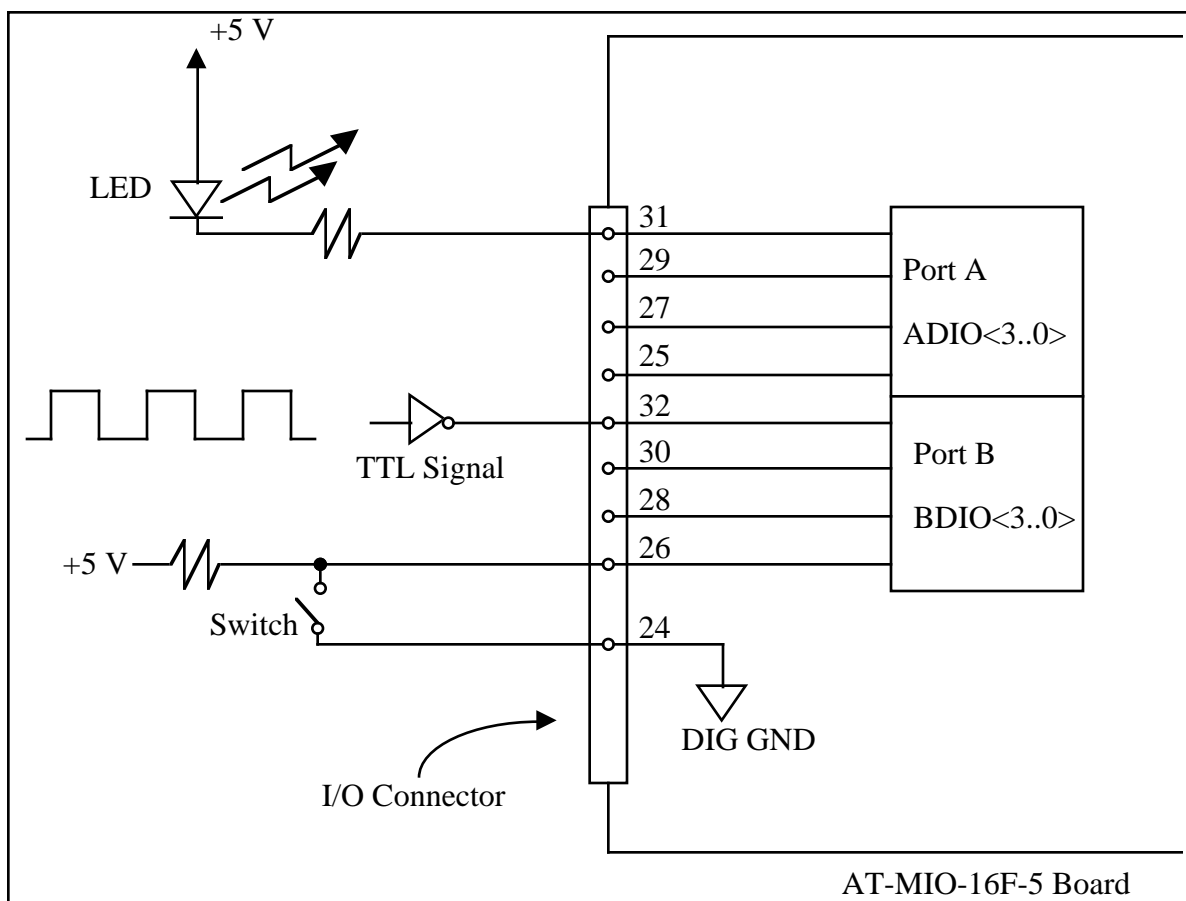 +5 V
LED
31
29
Port A
27
ADIO<3..0>
25
32
TTL Signal
30
Port B
28
BDIO<3..0>
26
+5 V
Switch
24
DIG GND
I/O Connector
AT-MIO-16F-5 Board